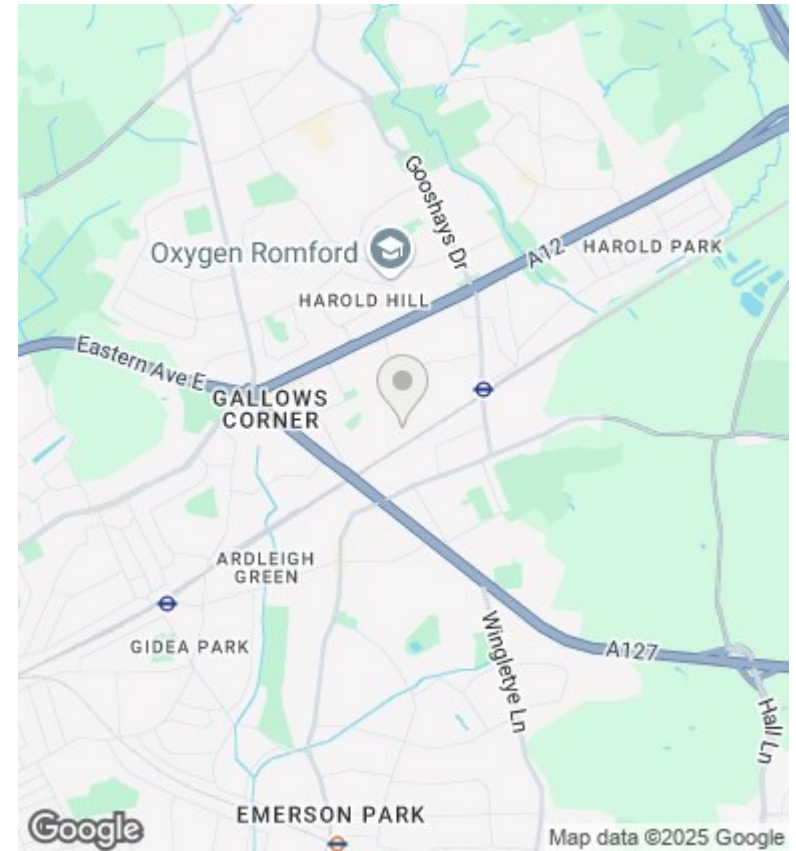 Gooshays Dr
A12
HAROLD PARK
Oxygen Romford
HAROLD HILL
Eastern Ave E
GALLOWS
CORNER
ARDLEIGH
GREEN
GIDEA PARK
Wingletye Ln
A127
Hall Ln
EMERSON PARK
Google
Map data ©2025 Google